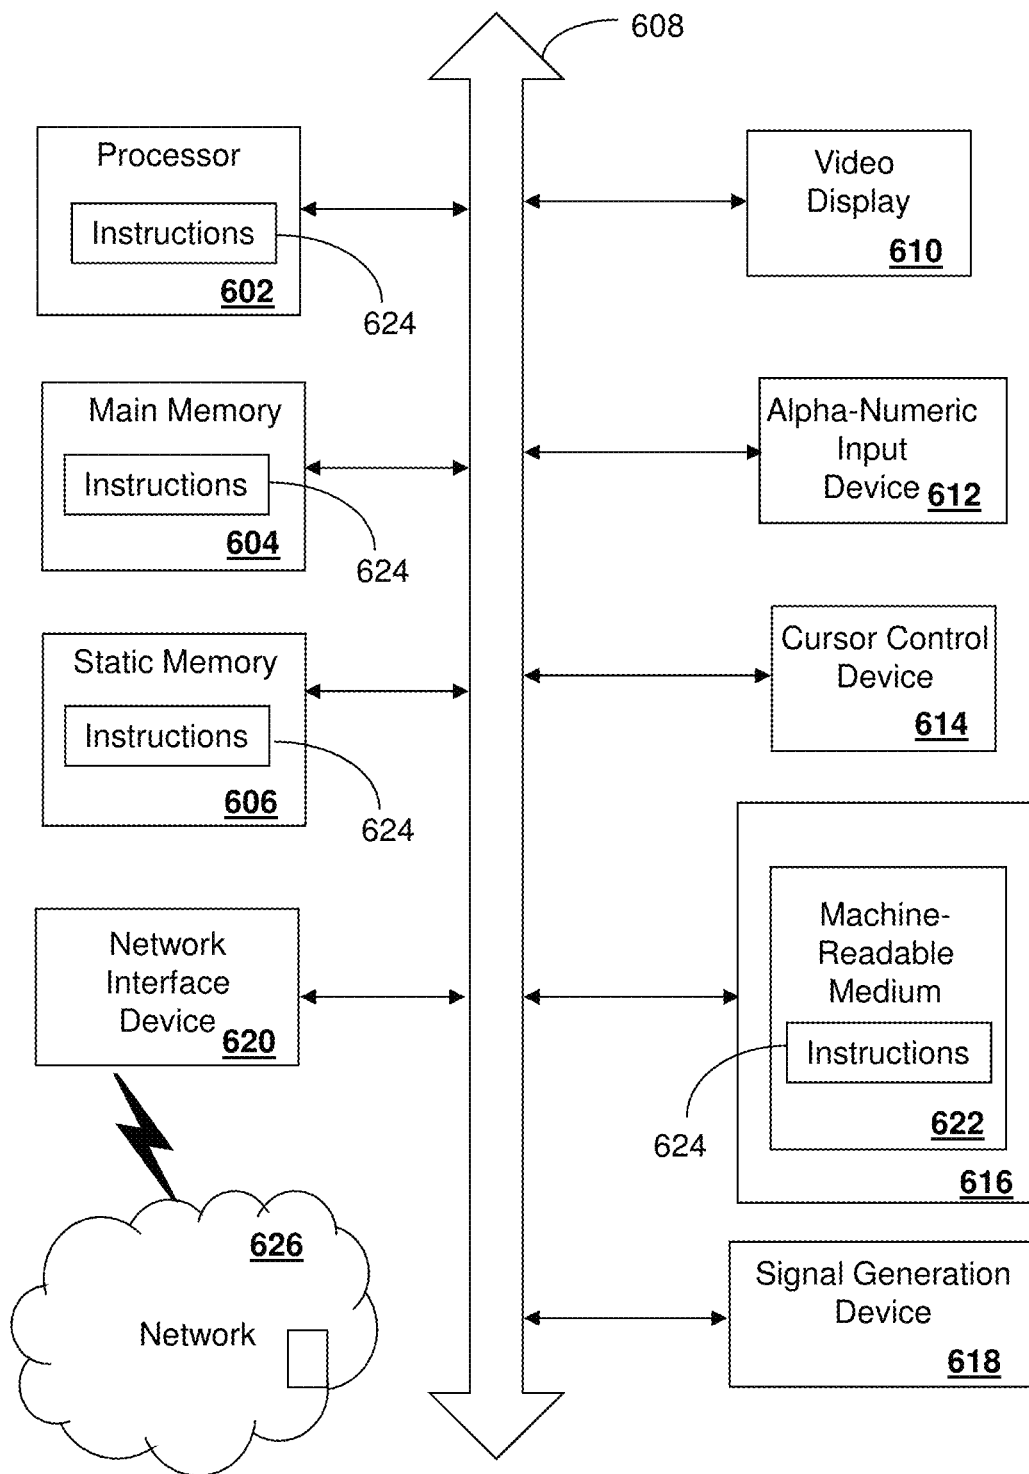 608
Processor
Instructions
602
624
Main Memory
Instructions
604
624
Static Memory
Instructions
606
624
Network
Interface
Device
620
626
Network
Video
Display
610
Alpha-Numeric
Input
Device 612
Cursor Control
Device
614
Machine-
Readable
Medium
Instructions
622
624
616
Signal Generation
Device
618